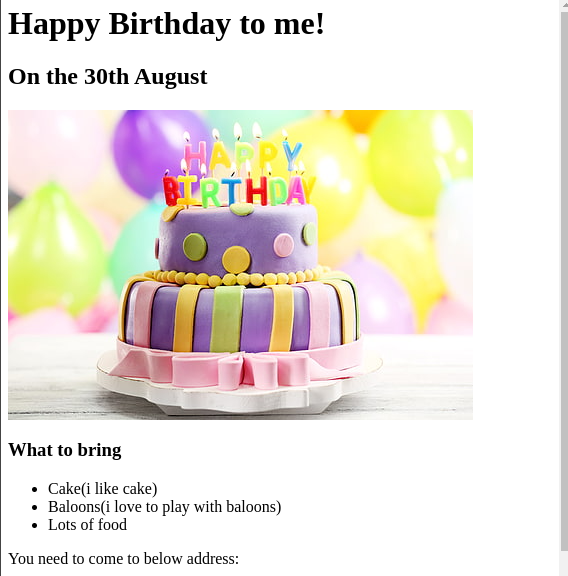 Happy Birthday to me!
On the 30th August
HAPPY
BIRTHDAY
What to bring
Cake(i like cake)
Baloons(i love to play with baloons)
Lots of food
You need to come to below address: